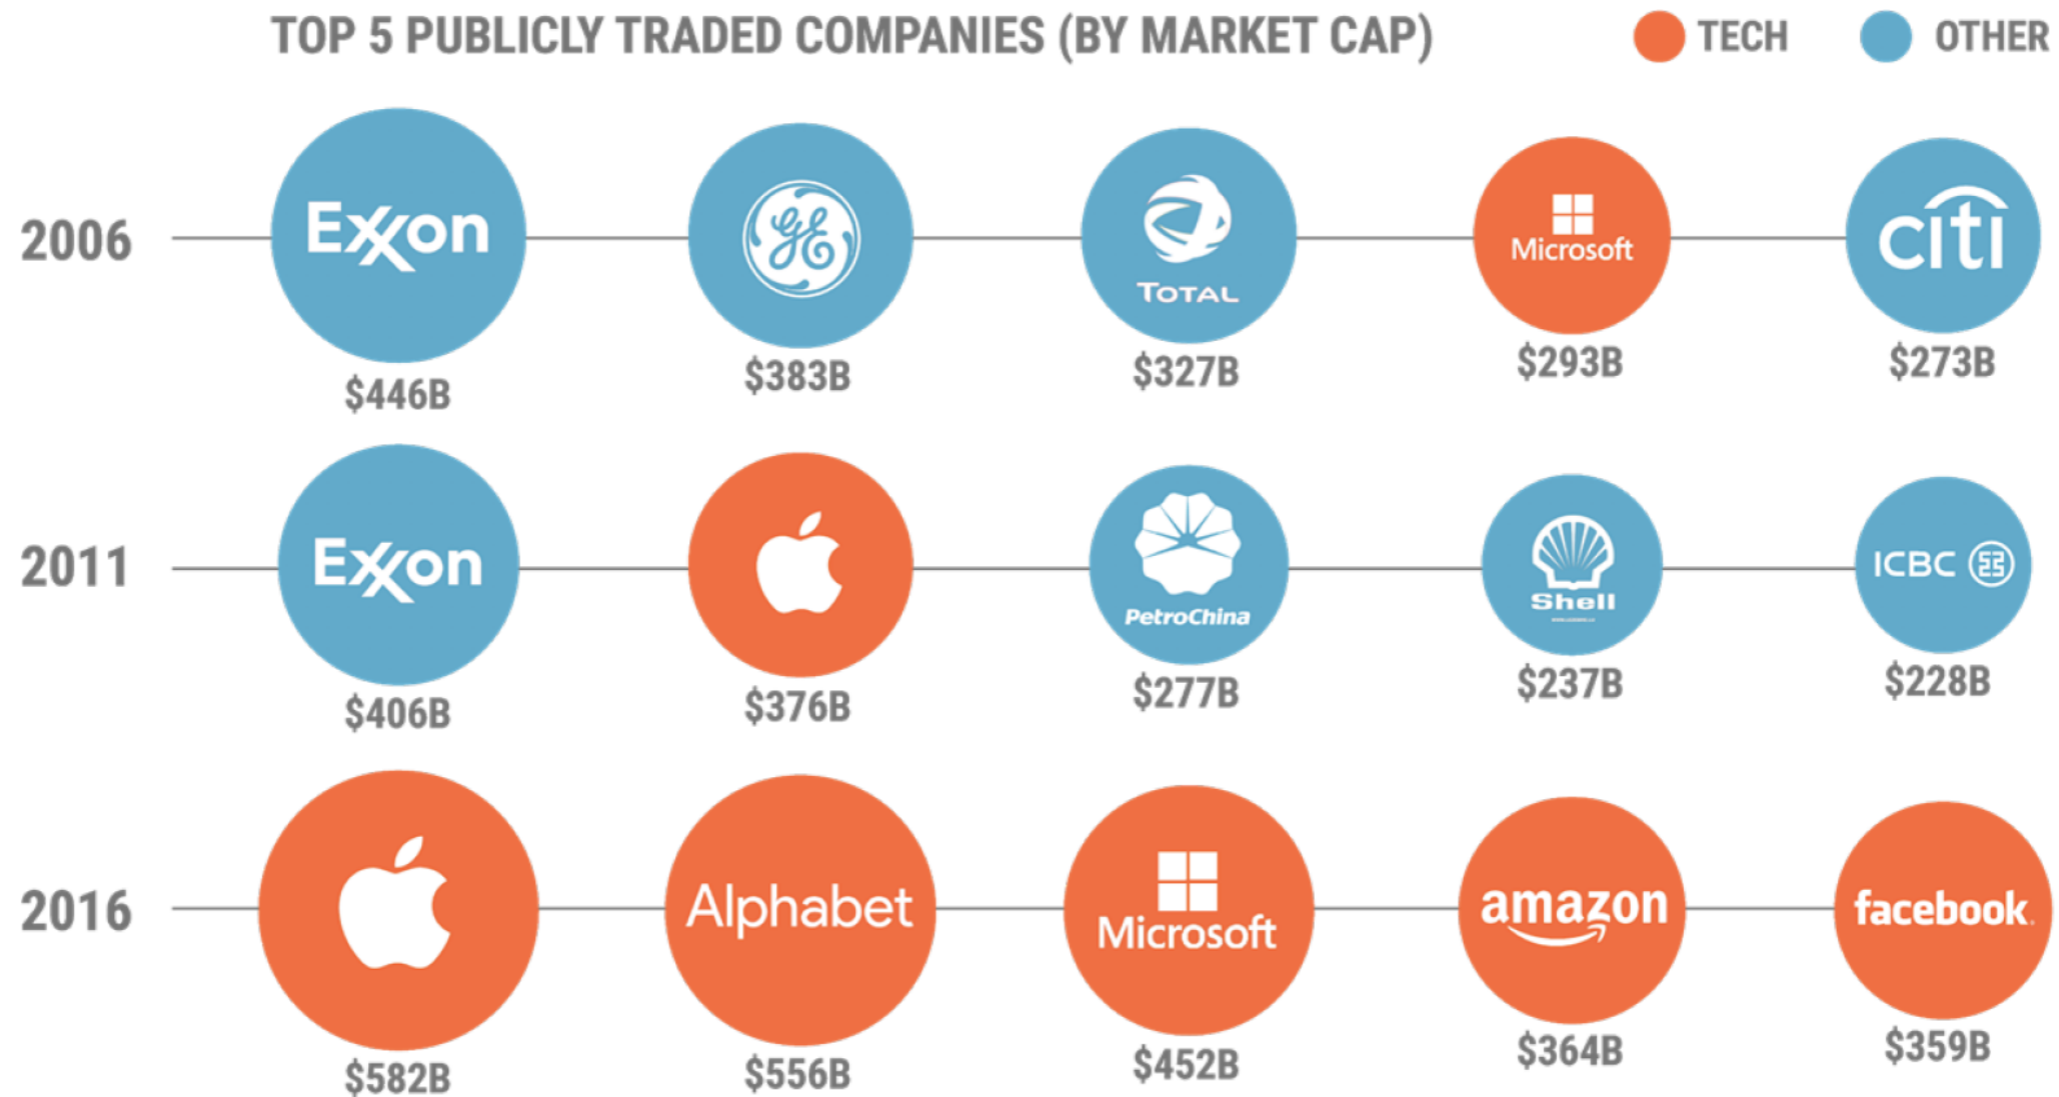 TOP 5 PUBLICLY TRADED COMPANIES (BY MARKET CAP)
TECH
OTHER
2006
Exxon
GE
TOTAL
Microsoft
citi
$446B
$383B
$327B
$293B
$273B
2011
Exxon
PetroChina
Shell
ICBC
$406B
$376B
$277B
$237B
$228B
2016
Alphabet
Microsoft
amazon
facebook
$582B
$556B
$452B
$364B
$359B